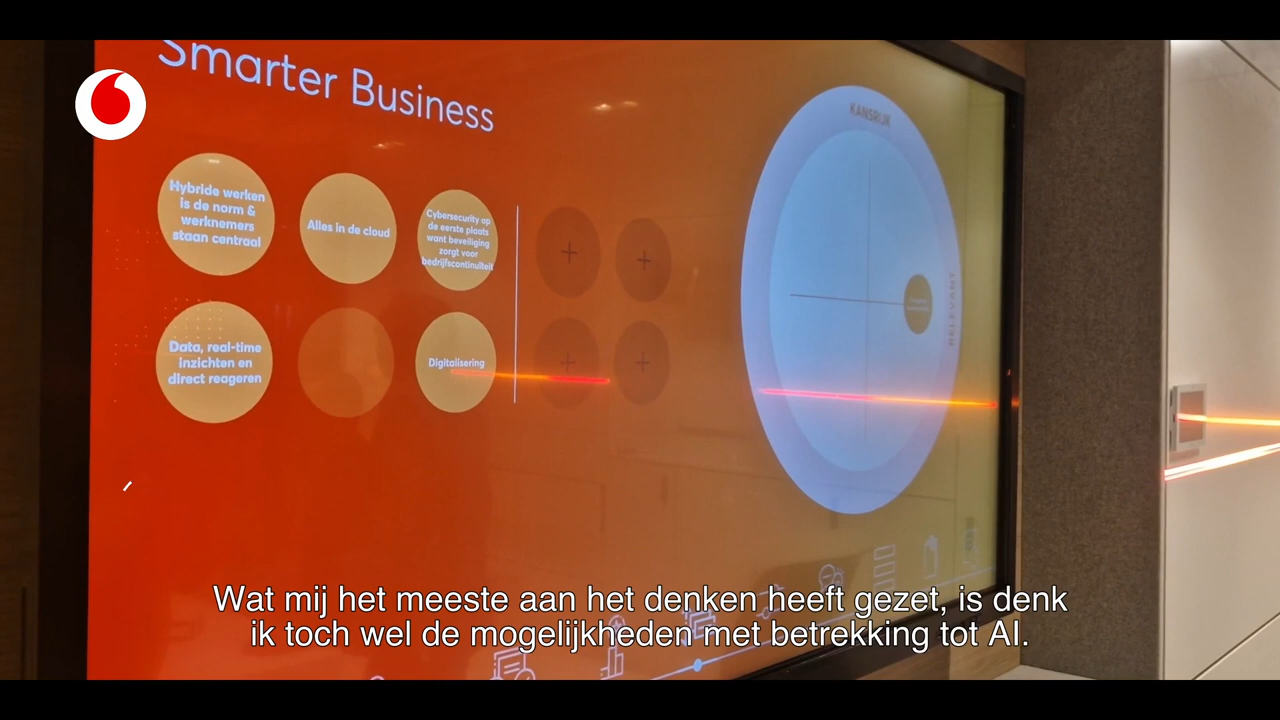 Smarter Business
KANSRIJK
Hybride werken
is de norm &
werknemers
staan centraal
Alles in de cloud
Cybersecurity op
de eerste plaats
want beveiliging
zorgt voor
bedrijfscontinuïteit
RELEVANT
Data, real-time
inzichten en
direct reageren
Digitalisering
Wat mij het meeste aan het denken heeft gezet, is denk
ik toch wel de mogelijkheden met betrekking tot AI.